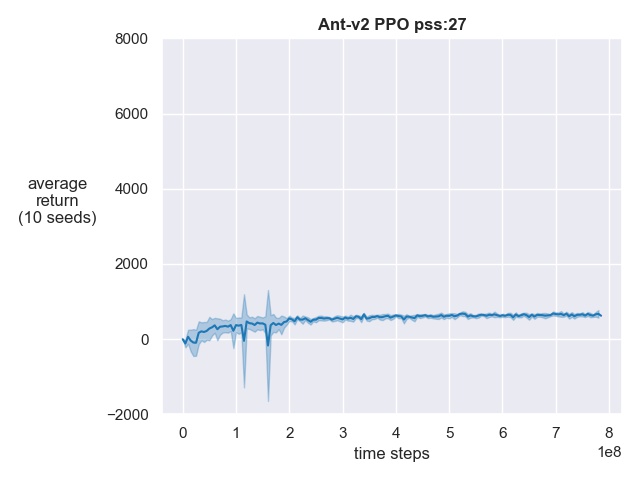 Ant-v2 PPO pss:27
8000
6000
4000
2000
0
−2000
average
return
(10 seeds)
0 1 2 3 4 5 6 7 8
1e8
time steps